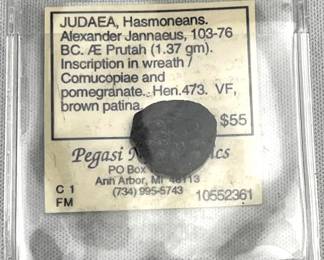 JUDAEA, Hasmoneans.
Alexander Jannaeus, 103-76
BC. Æ Prutah (1.37 gm).
Inscription in wreath /
Cornucopiae and
pomegranate. Hen.473. VF,
brown patina.
$55
Pegasi
PO Box
Ann Arbor, MI 48113
(734) 995-5743
C 1
FM
10552361